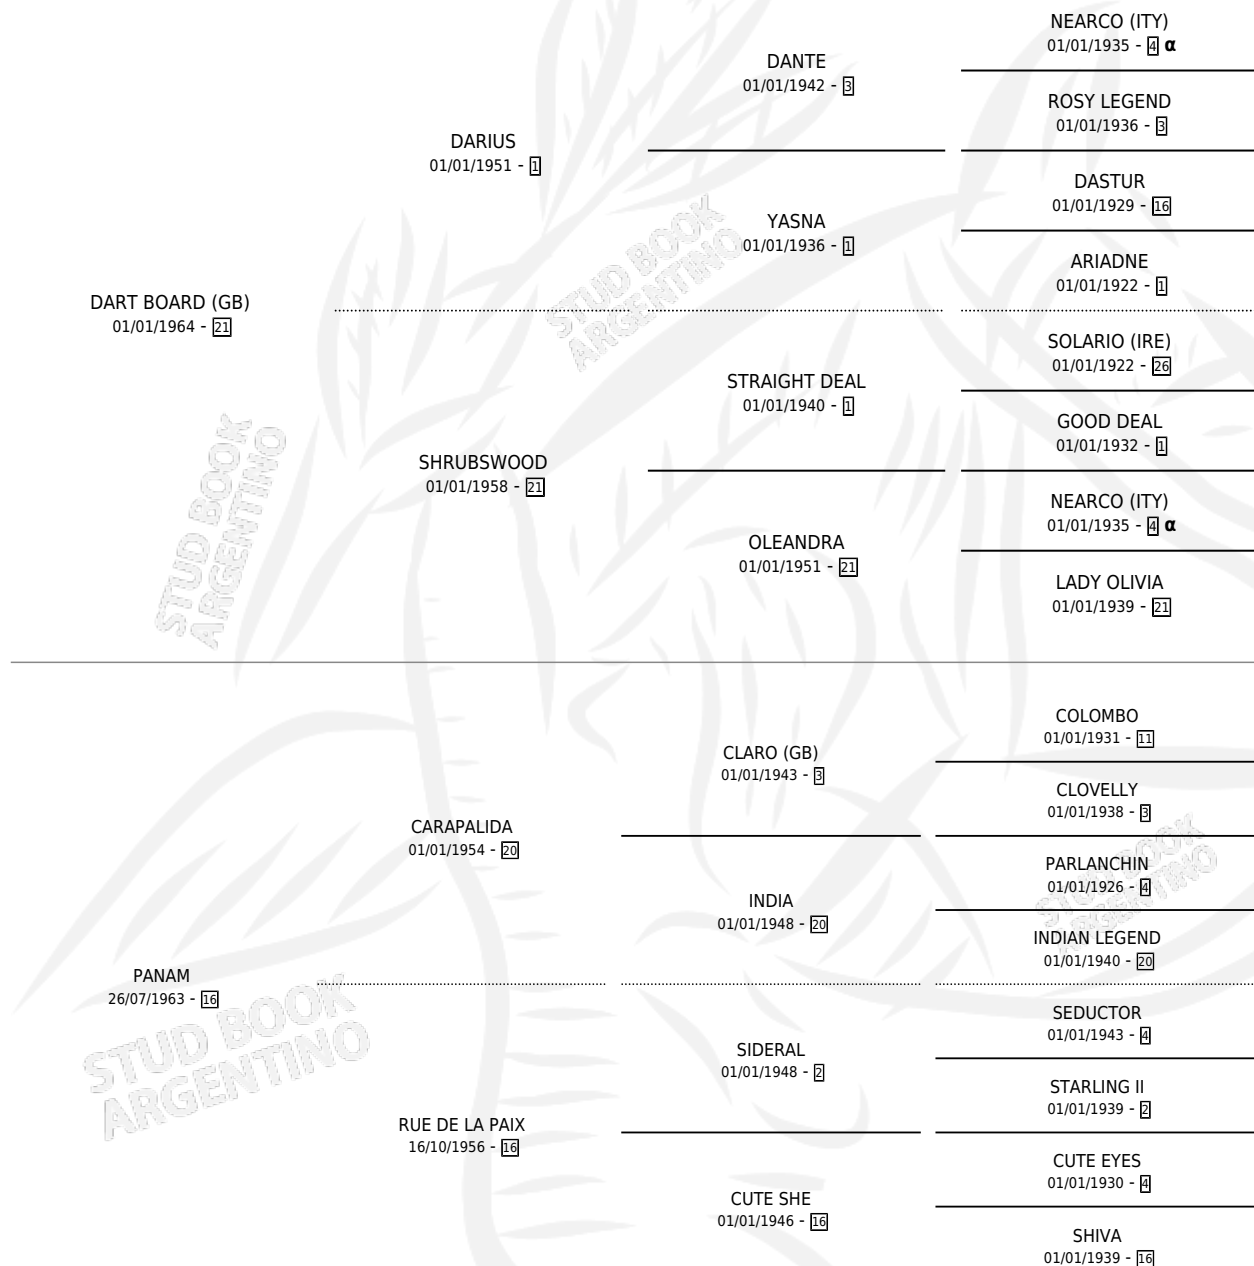 NEARCO (ITY)
01/01/1935 - 4 α
DANTE
01/01/1942 - 3
ROSY LEGEND
01/01/1936 - 3
DARIUS
01/01/1951 - 1
DASTUR
01/01/1929 - 16
YASNA
01/01/1936 - 1
ARIADNE
01/01/1922 - 1
DART BOARD (GB)
01/01/1964 - 21
SOLARIO (IRE)
01/01/1922 - 26
STRAIGHT DEAL
01/01/1940 - 1
GOOD DEAL
01/01/1932 - 1
SHRUBSWOOD
01/01/1958 - 21
NEARCO (ITY)
01/01/1935 - 4 α
OLEANDRA
01/01/1951 - 21
LADY OLIVIA
01/01/1939 - 21
COLOMBO
01/01/1931 - 11
CLARO (GB)
01/01/1943 - 3
CLOVELLY
01/01/1938 - 3
CARAPALIDA
01/01/1954 - 20
PARLANCHIN
01/01/1926 - 4
INDIA
01/01/1948 - 20
INDIAN LEGEND
01/01/1940 - 20
PANAM
26/07/1963 - 16
SEDUCTOR
01/01/1943 - 4
SIDERAL
01/01/1948 - 2
STARLING II
01/01/1939 - 2
RUE DE LA PAIX
16/10/1956 - 16
CUTE EYES
01/01/1930 - 4
CUTE SHE
01/01/1946 - 16
SHIVA
01/01/1939 - 16
STUD BOOK
ARGENTINO
STUD BOOK
ARGENTINO
STUD BOOK
ARGENTINO
STUD BOOK
ARGENTINO